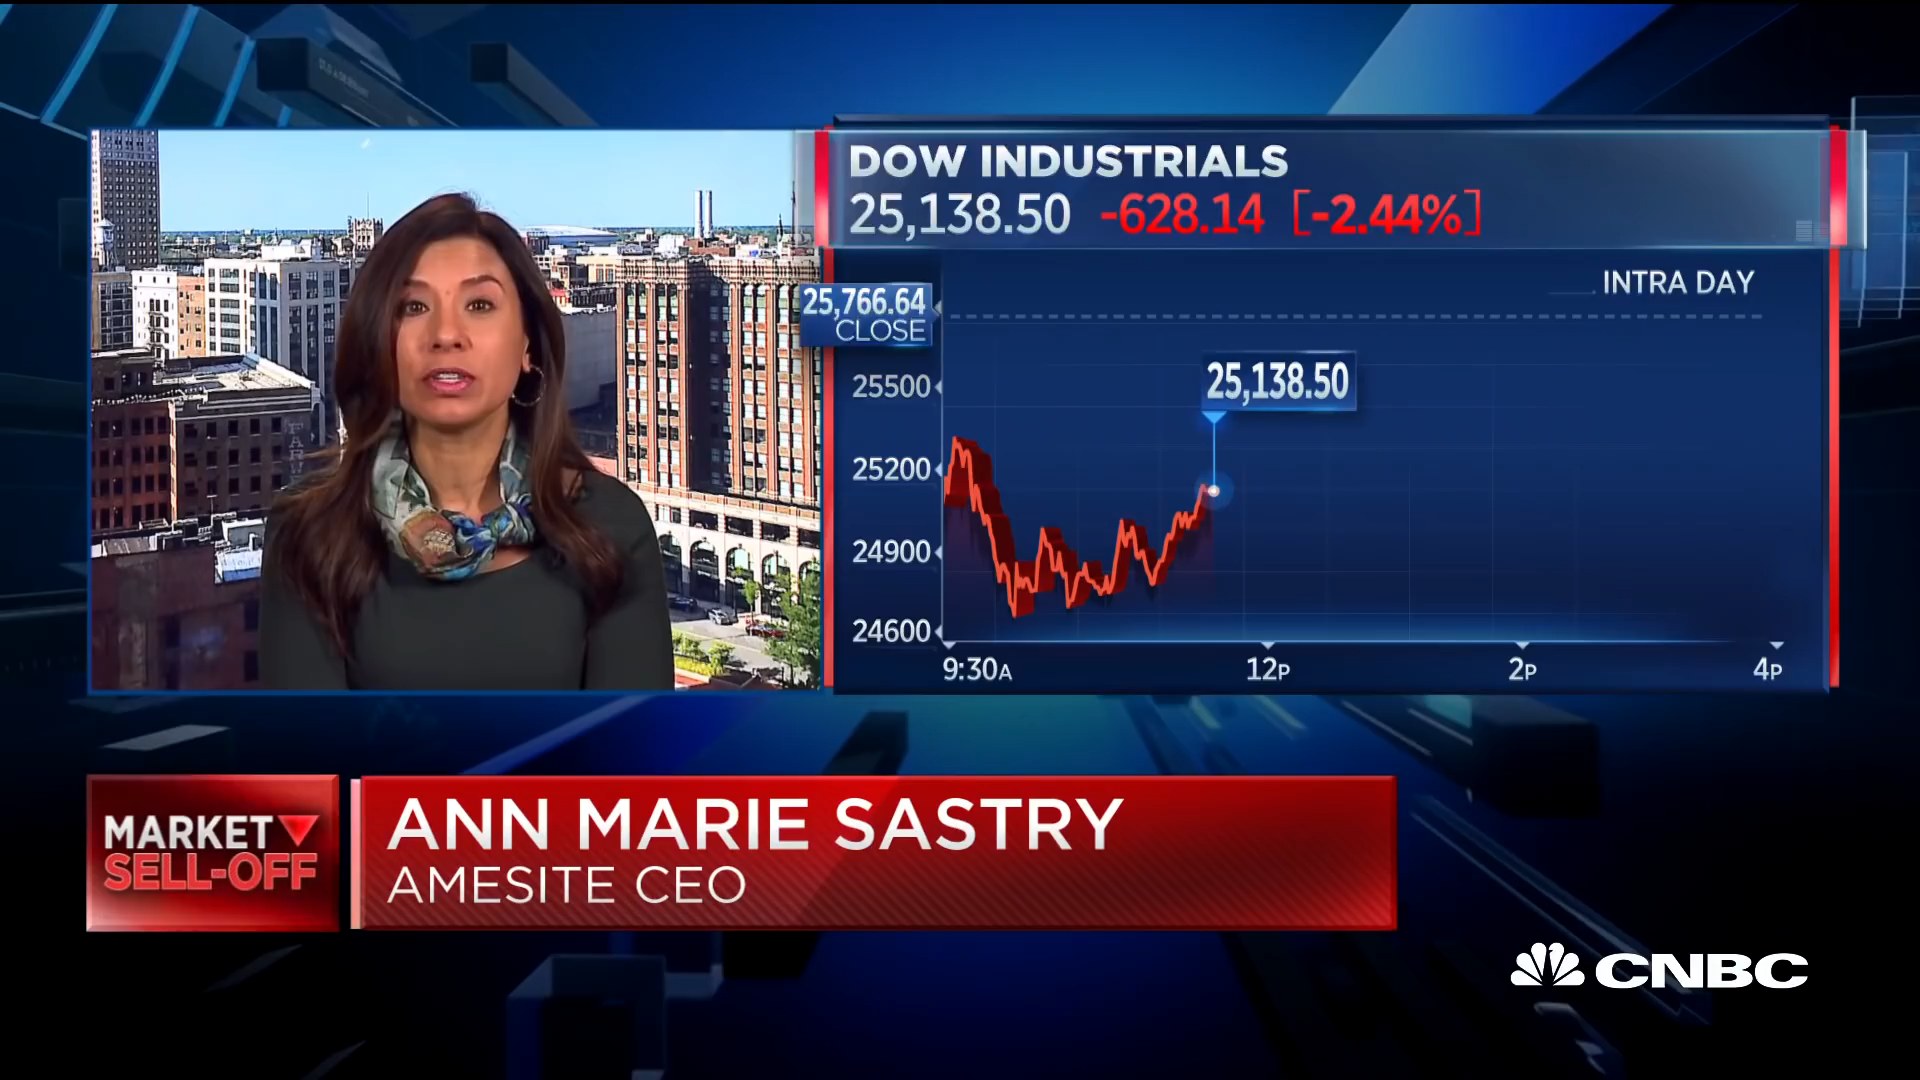 DOW INDUSTRIALS
25,138.50 -628.14 [-2.44%]
INTRA DAY
25,766.64
CLOSE
25,138.50
25500
25200
24900
24600
9:30A 12P 2P 4P
MARKET
SELL-OFF
ANN MARIE SASTRY
AMESITE CEO
CNBC